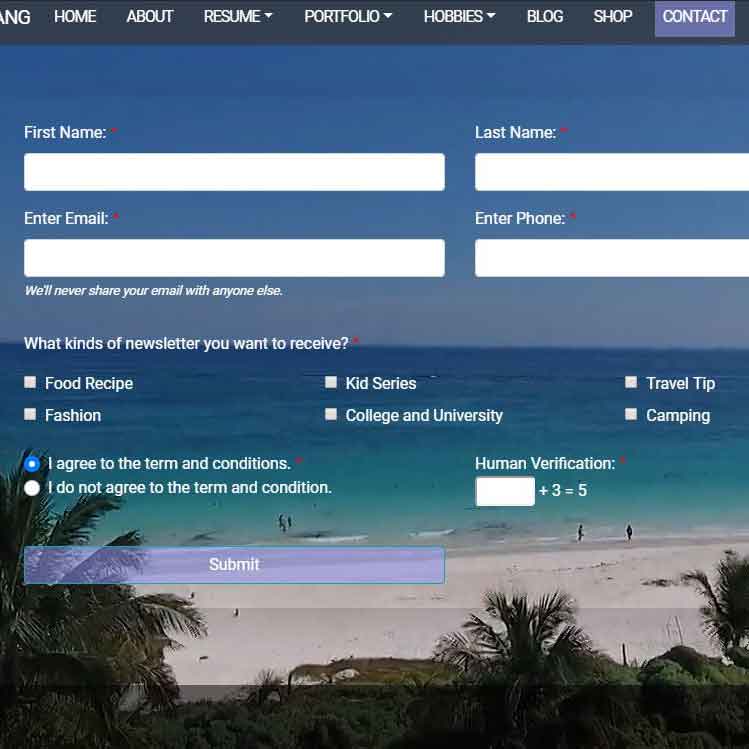 ANG HOME ABOUT RESUME PORTFOLIO HOBBIES BLOG SHOP CONTACT
First Name: * Last Name: *
Enter Email: * Enter Phone: *
We'll never share your email with anyone else.
What kinds of newsletter you want to receive? *
Food Recipe Kid Series Travel Tip
Fashion College and University Camping
I agree to the term and conditions. * Human Verification: *
I do not agree to the term and condition. + 3 = 5
Submit